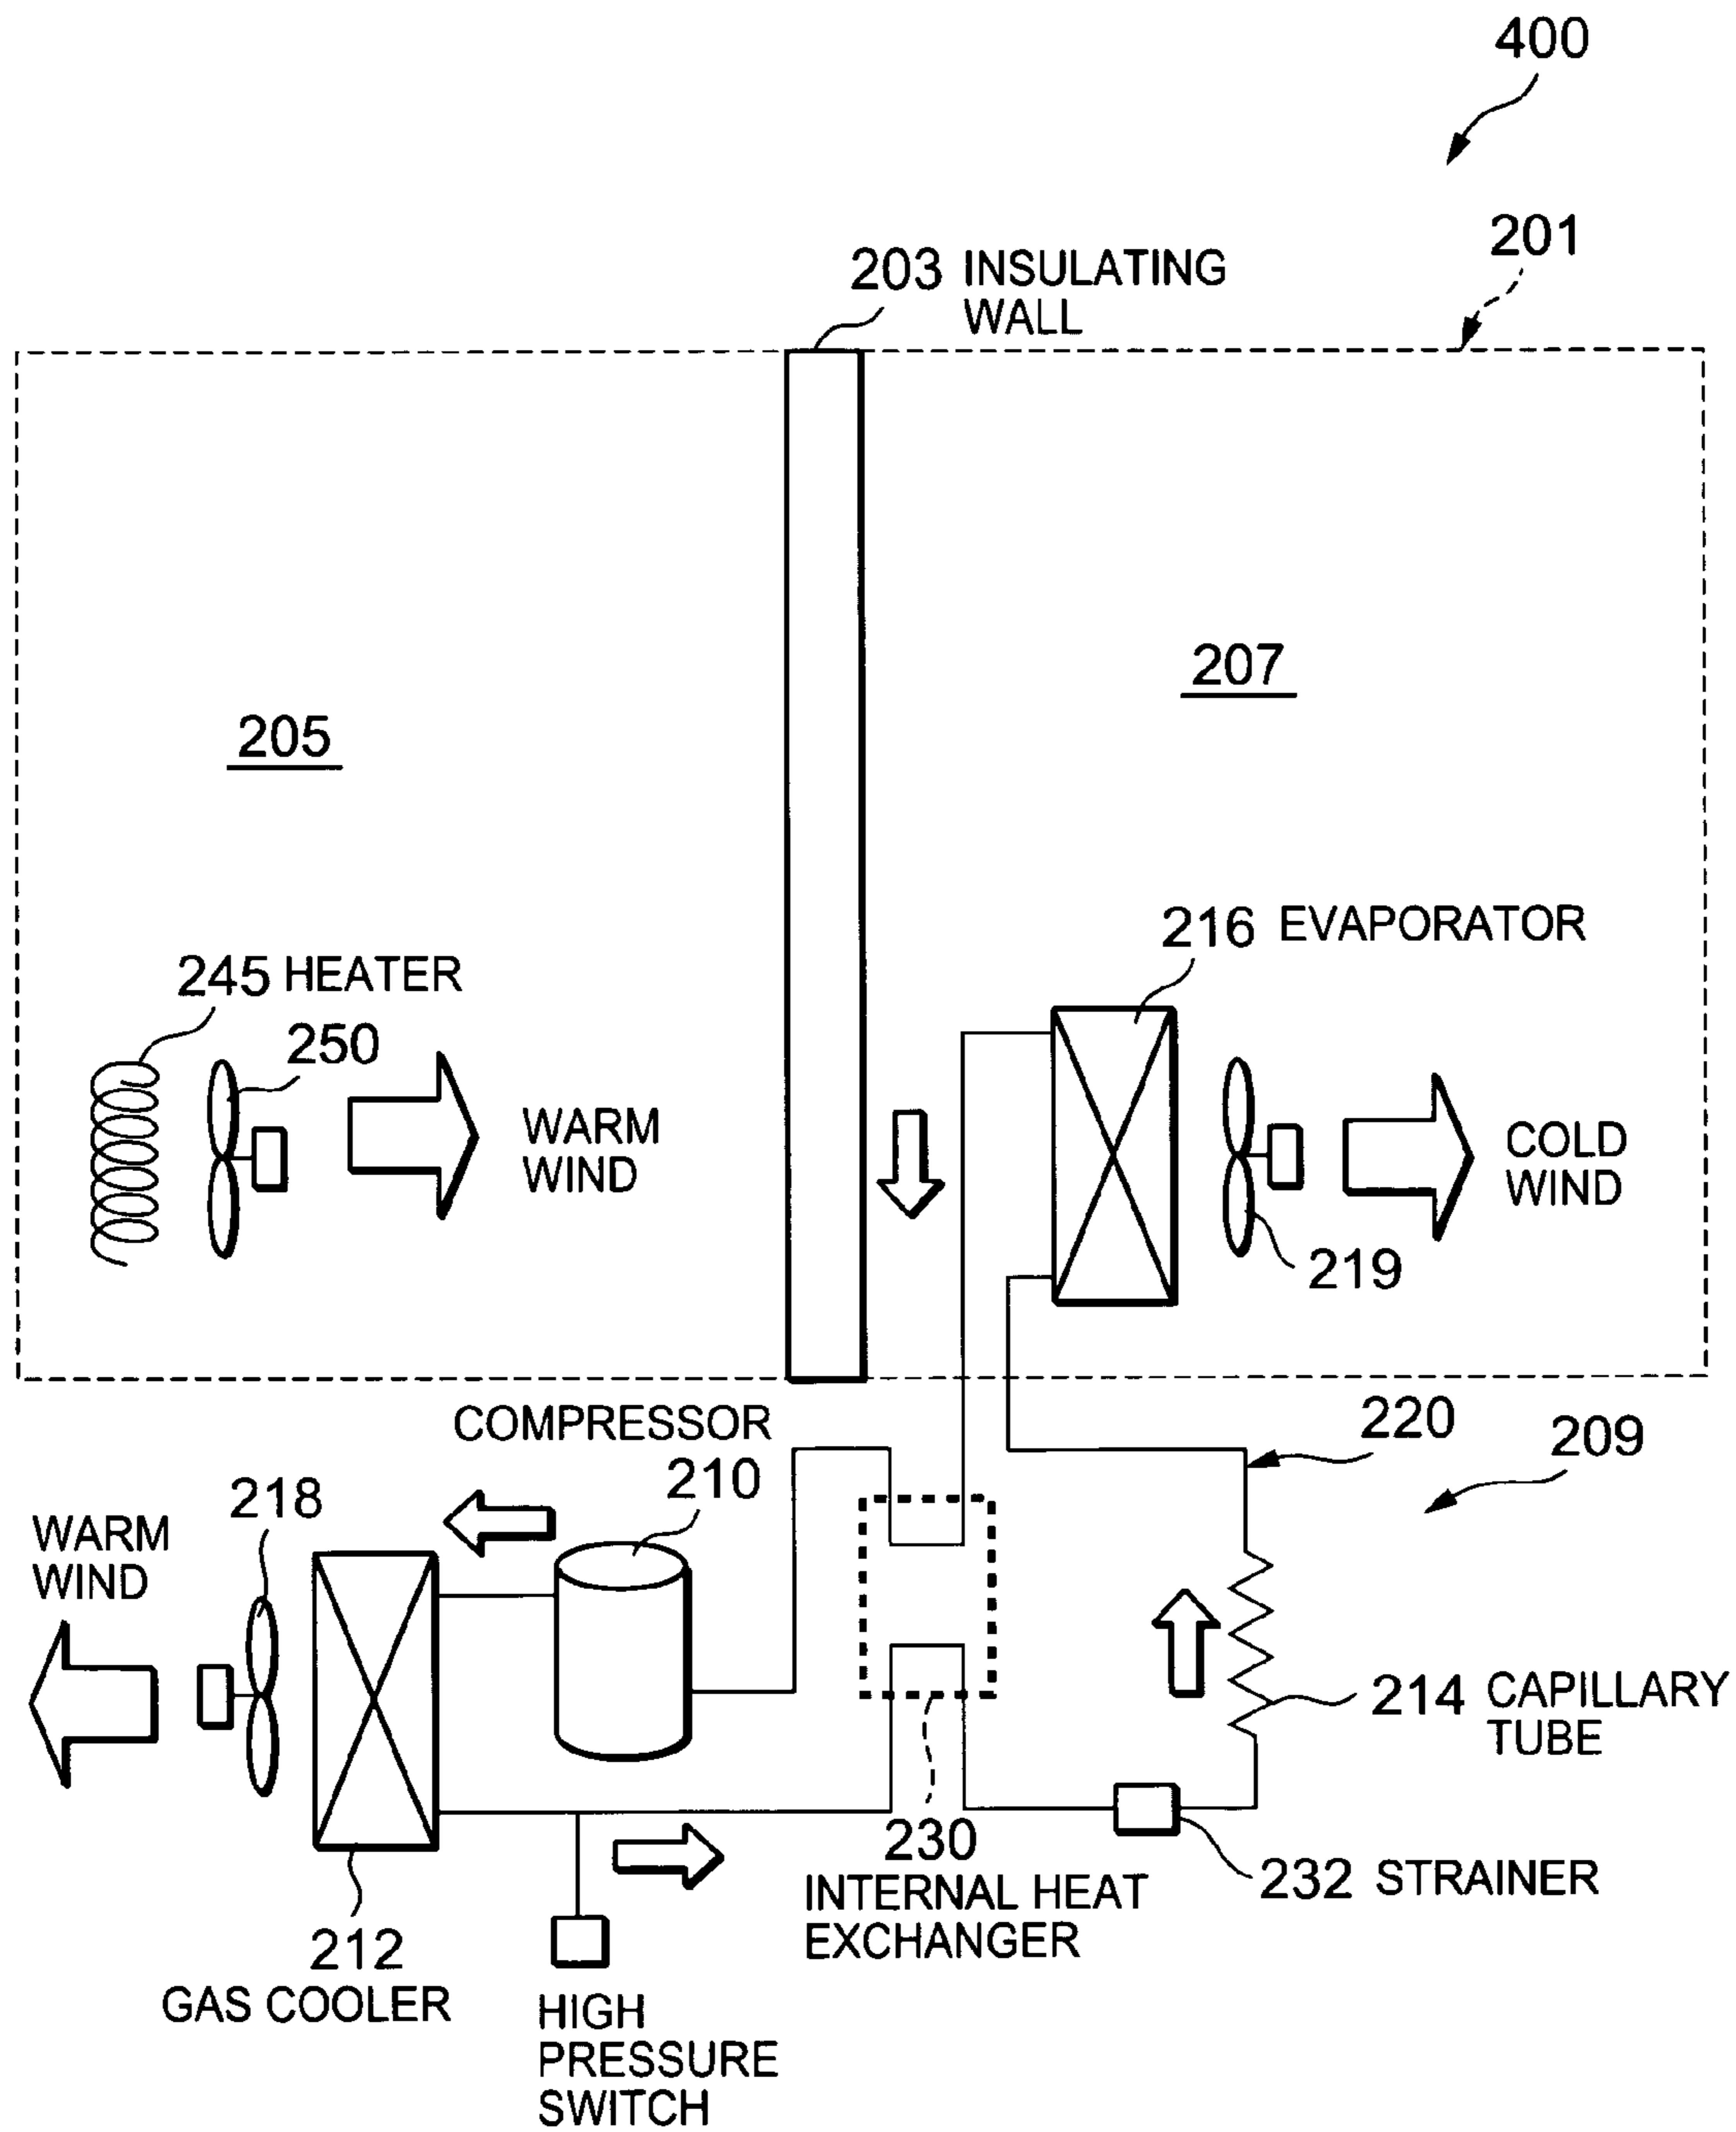 400
201
203 INSULATING
WALL
207
205
216 EVAPORATOR
245 HEATER
250
WARM
WIND
COLD
WIND
219
COMPRESSOR
220
209
210
218
WARM
WIND
214 CAPILLARY
TUBE
230
INTERNAL HEAT
EXCHANGER
232 STRAINER
212
GAS COOLER
HIGH
PRESSURE
SWITCH